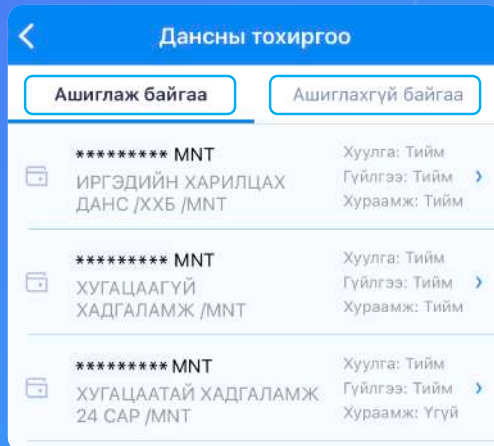 Дансны тохиргоо
Ашиглаж байгаа
Ашиглахгүй байгаа
********* MNT
ИРГЭДИЙН ХАРИЛЦАХ
ДАНС /ХХБ /MNT
Хуулга: Тийм
Гүйлгээ: Тийм
Хураамж: Тийм
********* MNT
ХУГАЦААГҮЙ
ХАДГАЛАМЖ /MNT
Хуулга: Тийм
Гүйлгээ: Тийм
Хураамж: Тийм
********* MNT
ХУГАЦААТАЙ ХАДГАЛАМЖ
24 САР /MNT
Хуулга: Тийм
Гүйлгээ: Тийм
Хураамж: Үгүй